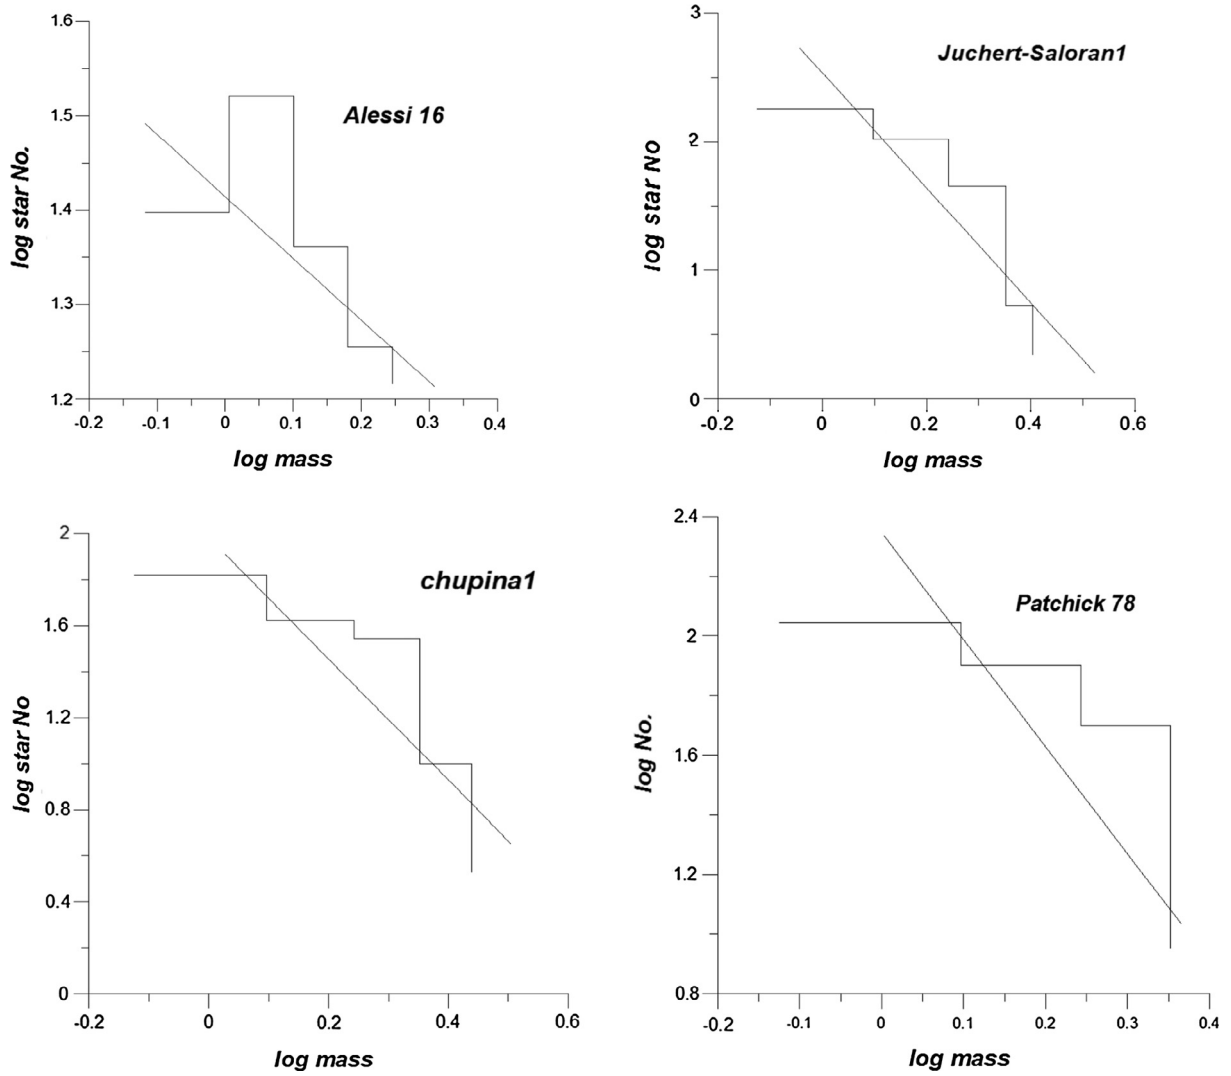 1.6
1.5
1.4
1.3
1.2
log star No.
Alessi 16
-0.2 -0.1 0 0.1 0.2 0.3 0.4
log mass
3
2
1
0
log star No
Juchert-Saloran1
-0.2 0 0.2 0.4 0.6
log mass
2
1.6
1.2
0.8
0.4
0
log star No
chupina1
-0.2 0 0.2 0.4 0.6
log mass
2.4
2
1.6
1.2
0.8
log No.
Patchick 78
-0.2 -0.1 0 0.1 0.2 0.3 0.4
log mass